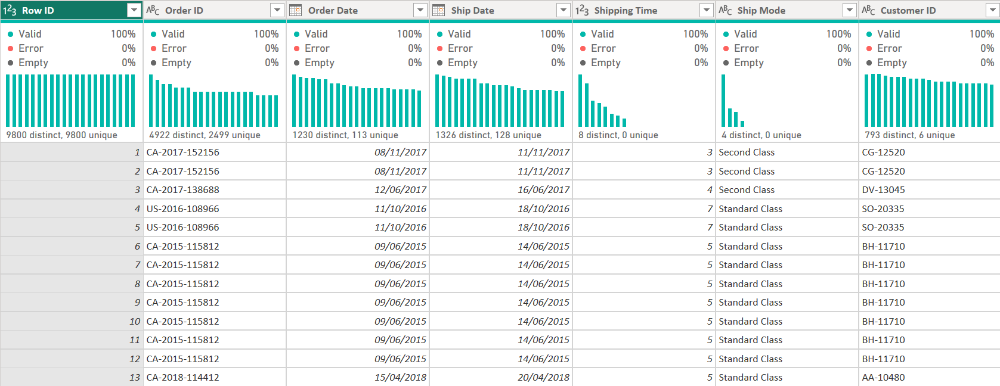 123 Row ID ABC Order ID Order Date Ship Date 123 Shipping Time ABC Ship Mode ABC Customer ID
Valid 100% Valid 100% Valid 100% Valid 100% Valid 100% Valid 100% Valid 100%
Error 0% Error 0% Error 0% Error 0% Error 0% Error 0% Error 0%
Empty 0% Empty 0% Empty 0% Empty 0% Empty 0% Empty 0% Empty 0%
9800 distinct, 9800 unique 4922 distinct, 2499 unique 1230 distinct, 113 unique 1326 distinct, 128 unique 8 distinct, 0 unique 4 distinct, 0 unique 793 distinct, 6 unique
1 CA-2017-152156 08/11/2017 11/11/2017 3 Second Class CG-12520
2 CA-2017-152156 08/11/2017 11/11/2017 3 Second Class CG-12520
3 CA-2017-138688 12/06/2017 16/06/2017 4 Second Class DV-13045
4 US-2016-108966 11/10/2016 18/10/2016 7 Standard Class SO-20335
5 US-2016-108966 11/10/2016 18/10/2016 7 Standard Class SO-20335
6 CA-2015-115812 09/06/2015 14/06/2015 5 Standard Class BH-11710
7 CA-2015-115812 09/06/2015 14/06/2015 5 Standard Class BH-11710
8 CA-2015-115812 09/06/2015 14/06/2015 5 Standard Class BH-11710
9 CA-2015-115812 09/06/2015 14/06/2015 5 Standard Class BH-11710
10 CA-2015-115812 09/06/2015 14/06/2015 5 Standard Class BH-11710
11 CA-2015-115812 09/06/2015 14/06/2015 5 Standard Class BH-11710
12 CA-2015-115812 09/06/2015 14/06/2015 5 Standard Class BH-11710
13 CA-2018-114412 15/04/2018 20/04/2018 5 Standard Class AA-10480